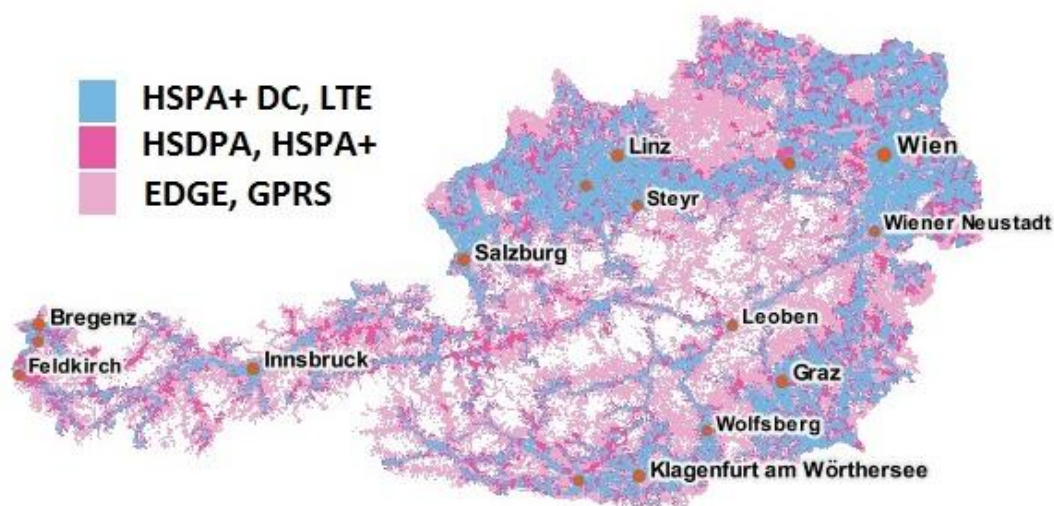 HSPA+ DC, LTE
HSDPA, HSPA+
EDGE, GPRS
Linz
Wien
Steyr
Wiener Neustadt
Salzburg
Bregenz
Leoben
Innsbruck
Feldkirch
Graz
Wolfsberg
Klagenfurt am Wörthersee